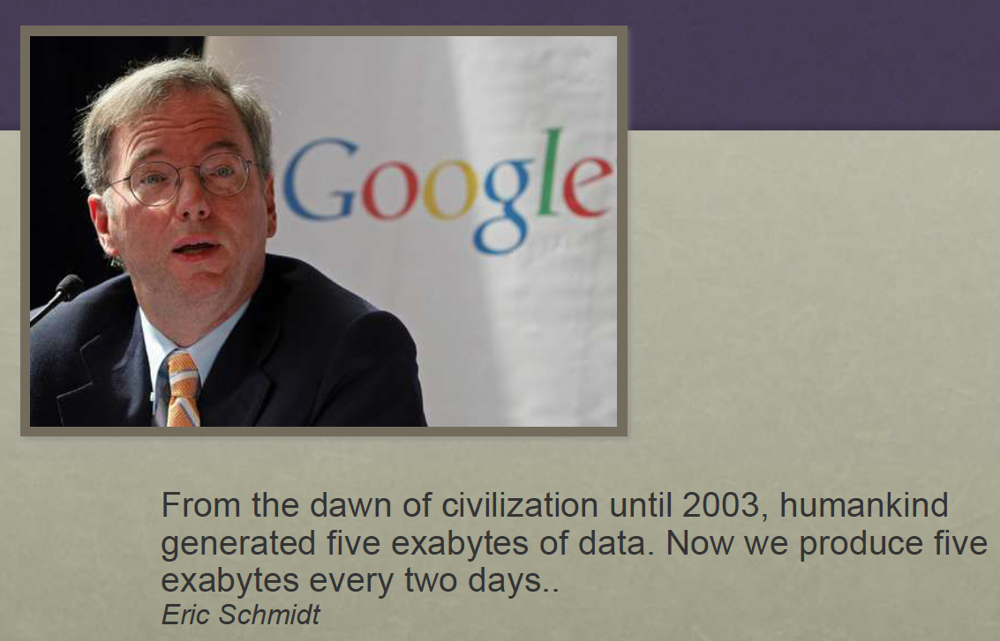 Google
From the dawn of civilization until 2003, humankind
generated five exabytes of data. Now we produce five
exabytes every two days..
Eric Schmidt